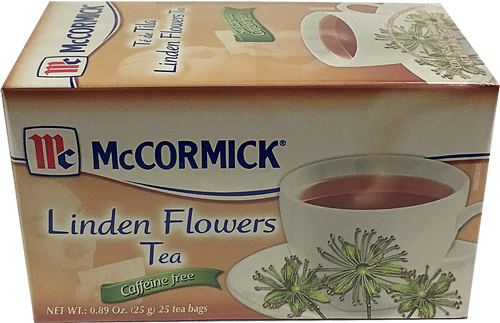 Mc McCORMICK
Té de Tila
Linden Flowers
Tea
Mc McCORMICK®
Linden Flowers
Tea
Caffeine free
NET WT.: 0.89 Oz. (25 g) 25 tea bags